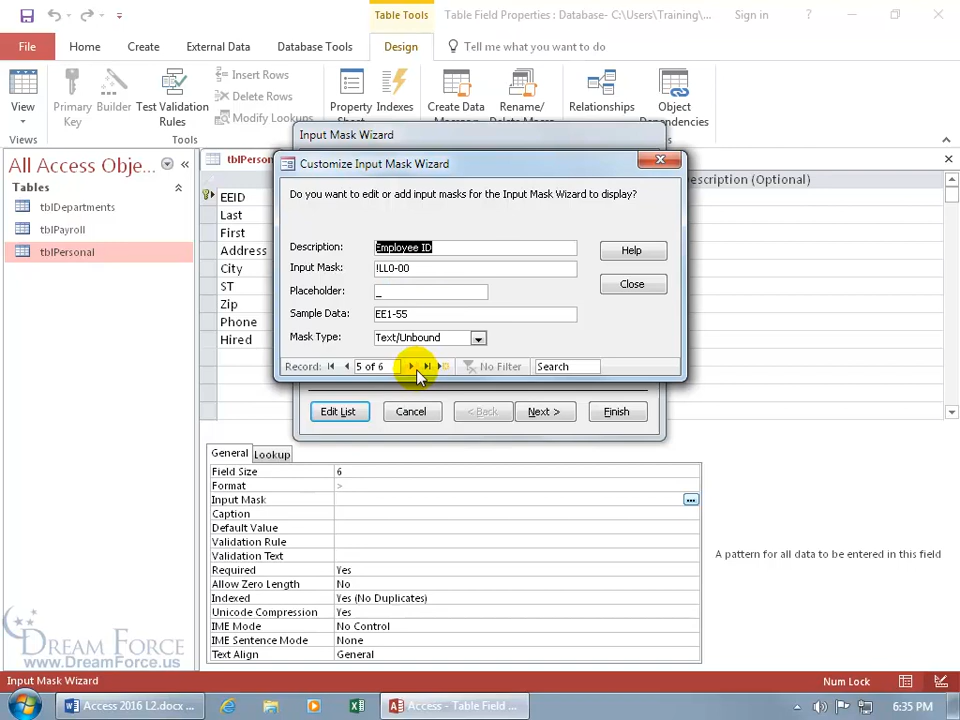 Table Tools
Table Field Properties : Database- C:\Users\Training\...
Sign in
?
File
Home
Create
External Data
Database Tools
Design
Tell me what you want to do
View
Primary Key
Builder
Test Validation Rules
Insert Rows
Delete Rows
Modify Lookups
Property
Indexes
Create Data
Rename/
Relationships
Object
Dependencies
Views
Tools
All Access Obje...
Tables
tblDepartments
tblPayroll
tblPersonal
tblPerson
Description (Optional)
EEID
Last
First
Address
City
ST
Zip
Phone
Hired
Input Mask Wizard
Customize Input Mask Wizard
Do you want to edit or add input masks for the Input Mask Wizard to display?
Description: Employee ID
Help
Input Mask: !LL0-00
Placeholder: _
Close
Sample Data: EE1-55
Mask Type: Text/Unbound
Record: 5 of 6 No Filter Search
Edit List
Cancel
< Back
Next >
Finish
General
Lookup
Field Size 6
Format >
Input Mask
Caption
Default Value
Validation Rule
Validation Text
Required Yes
Allow Zero Length No
Indexed Yes (No Duplicates)
Unicode Compression Yes
IME Mode No Control
IME Sentence Mode None
Text Align General
A pattern for all data to be entered in this field
DREAM FORCE
www.DreamForce.us
Input Mask Wizard
Num Lock
Access 2016 L2.docx ...
Access - Table Field ...
6:35 PM